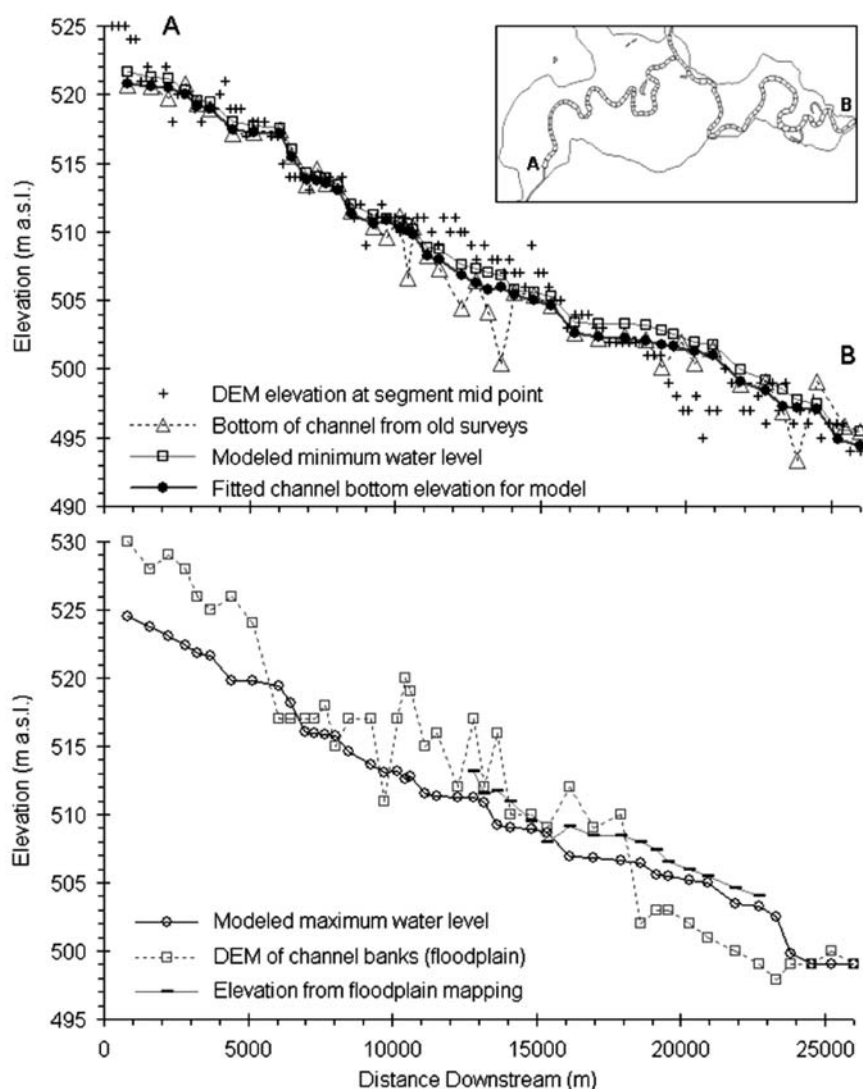 525
520
515
510
505
500
495
490
Elevation (m a.s.l.)
A
B
A
B
DEM elevation at segment mid point
Bottom of channel from old surveys
Modeled minimum water level
Fitted channel bottom elevation for model
530
525
520
515
510
505
500
495
Elevation (m a.s.l.)
Modeled maximum water level
DEM of channel banks (floodplain)
Elevation from floodplain mapping
0 5000 10000 15000 20000 25000
Distance Downstream (m)